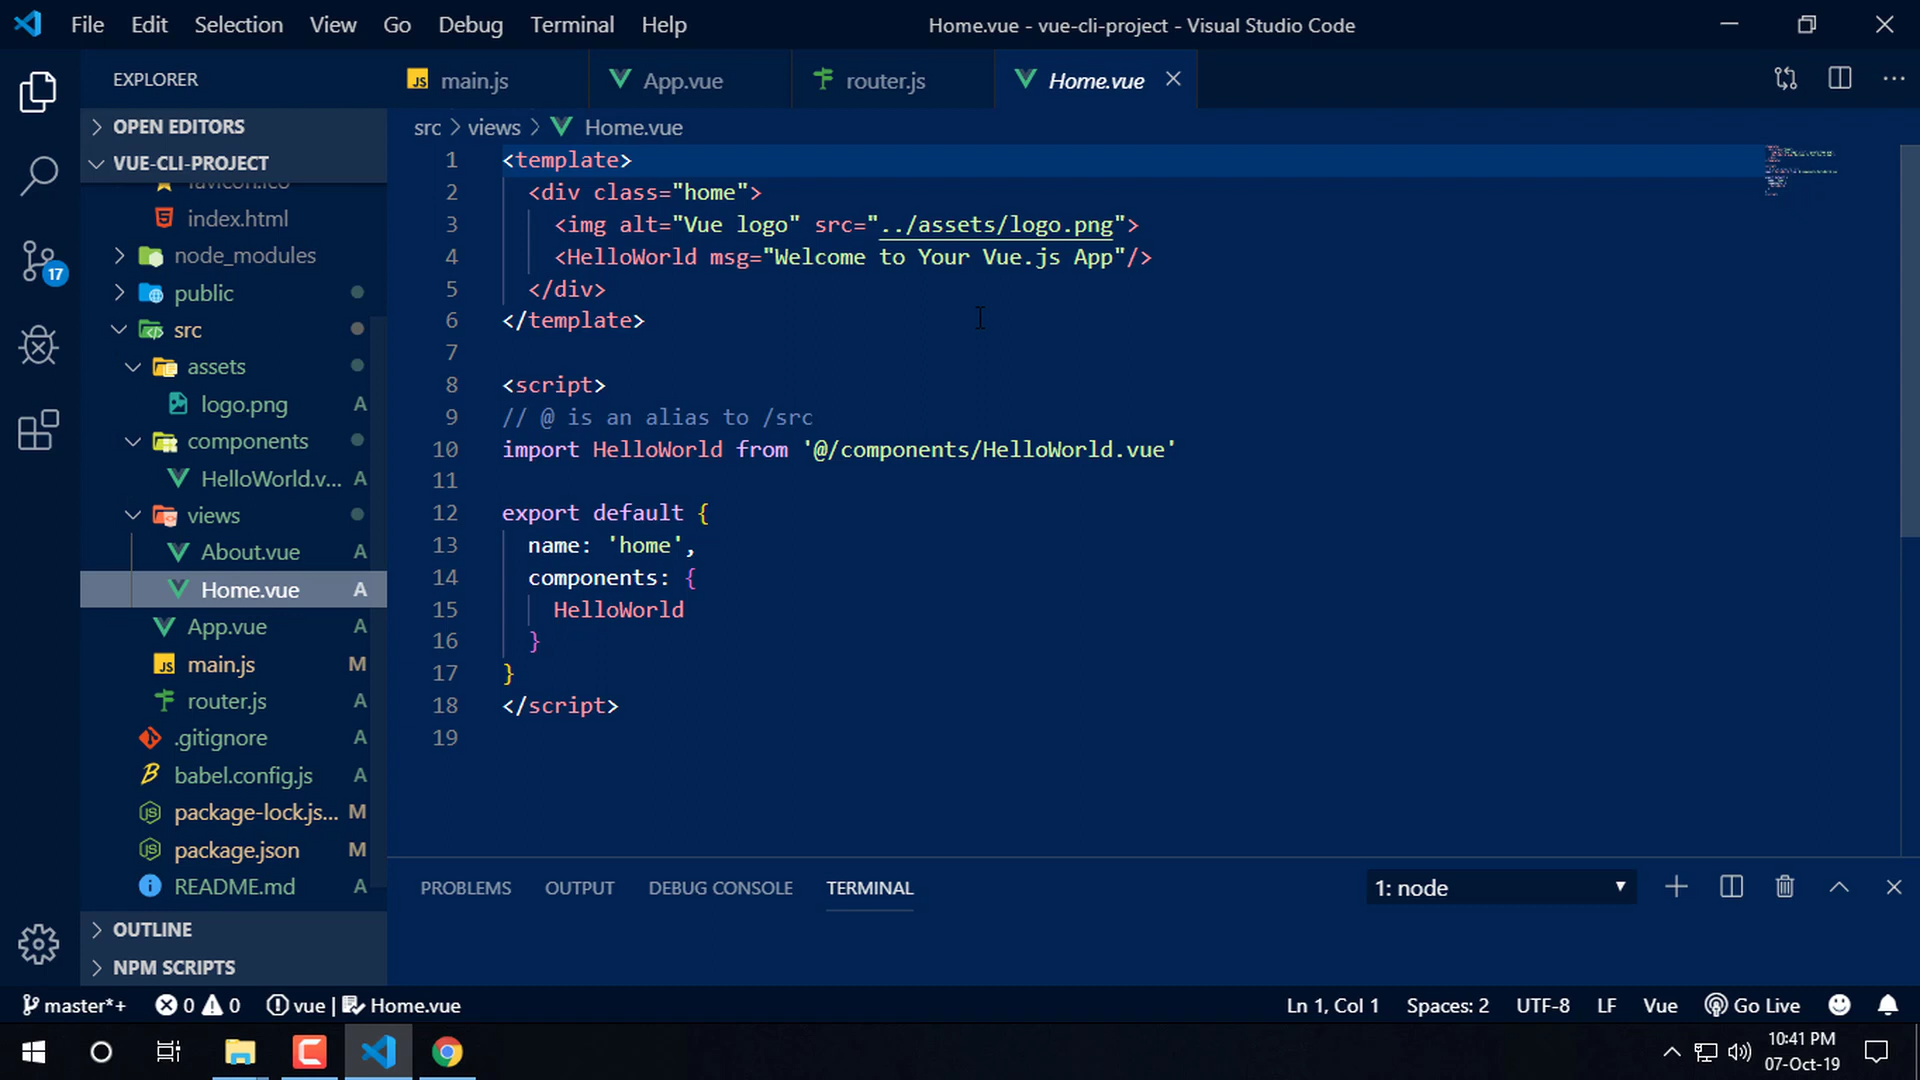 File Edit Selection View Go Debug Terminal Help
Home.vue - vue-cli-project - Visual Studio Code
EXPLORER
main.js
App.vue
router.js
Home.vue
OPEN EDITORS
VUE-CLI-PROJECT
favicon.ico
index.html
node_modules
public
src
assets
logo.png A
components
HelloWorld.v... A
views
About.vue A
Home.vue A
App.vue A
main.js M
router.js A
.gitignore A
babel.config.js A
package-lock.js... M
package.json M
README.md A
OUTLINE
NPM SCRIPTS
17
src > views > Home.vue
1 <template>
2 <div class="home">
3 <img alt="Vue logo" src="../assets/logo.png">
4 <HelloWorld msg="Welcome to Your Vue.js App"/>
5 </div>
6 </template>
7
8 <script>
9 // @ is an alias to /src
10 import HelloWorld from '@/components/HelloWorld.vue'
11
12 export default {
13 name: 'home',
14 components: {
15 HelloWorld
16 }
17 }
18 </script>
19
PROBLEMS OUTPUT DEBUG CONSOLE TERMINAL
1: node
master*+ 0 0 vue | Home.vue
Ln 1, Col 1 Spaces: 2 UTF-8 LF Vue Go Live
10:41 PM
07-Oct-19